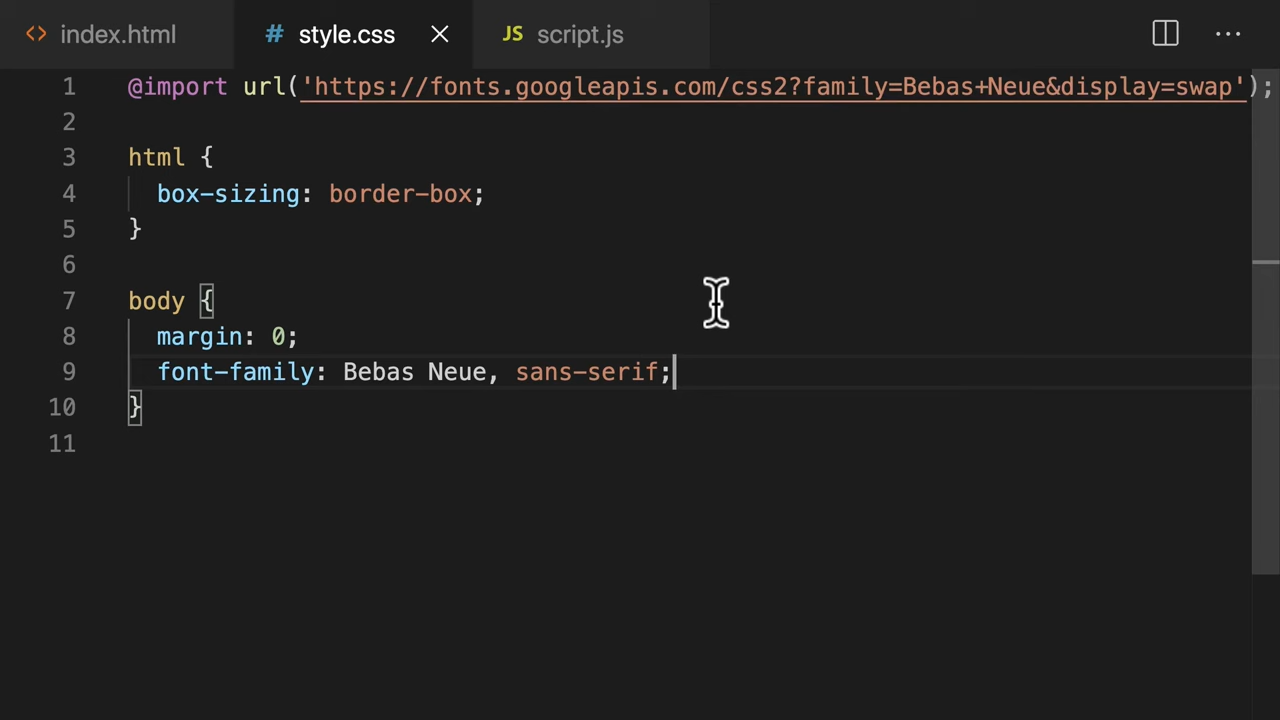 index.html # style.css JS script.js
1 @import url('https://fonts.googleapis.com/css2?family=Bebas+Neue&display=swap');
2
3 html {
4 box-sizing: border-box;
5 }
6
7 body {
8 margin: 0;
9 font-family: Bebas Neue, sans-serif;
10 }
11